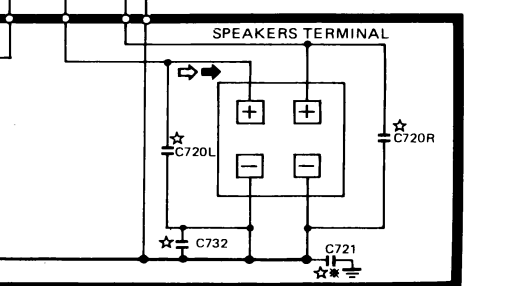 SPEAKERS TERMINAL
+ +
☆ C720L
☆ C720R
− −
☆ C732
C721
☆※